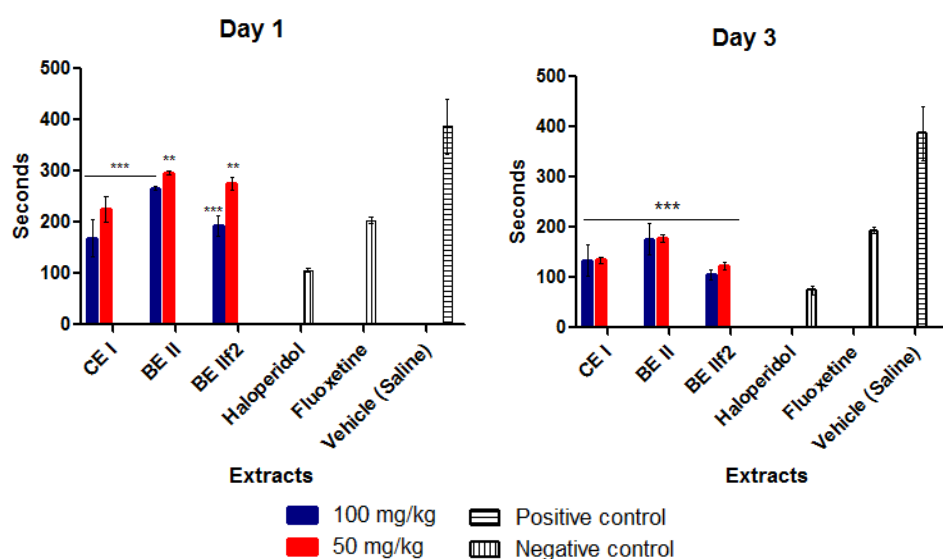 Day 1
Seconds
500
400
300
200
100
0
***
**
***
**
CE I
BE II
BE IIf2
Haloperidol
Fluoxetine
Vehicle (Saline)
Extracts
Day 3
Seconds
500
400
300
200
100
0
***
CE I
BE II
BE IIf2
Haloperidol
Fluoxetine
Vehicle (Saline)
Extracts
100 mg/kg
50 mg/kg
Positive control
Negative control